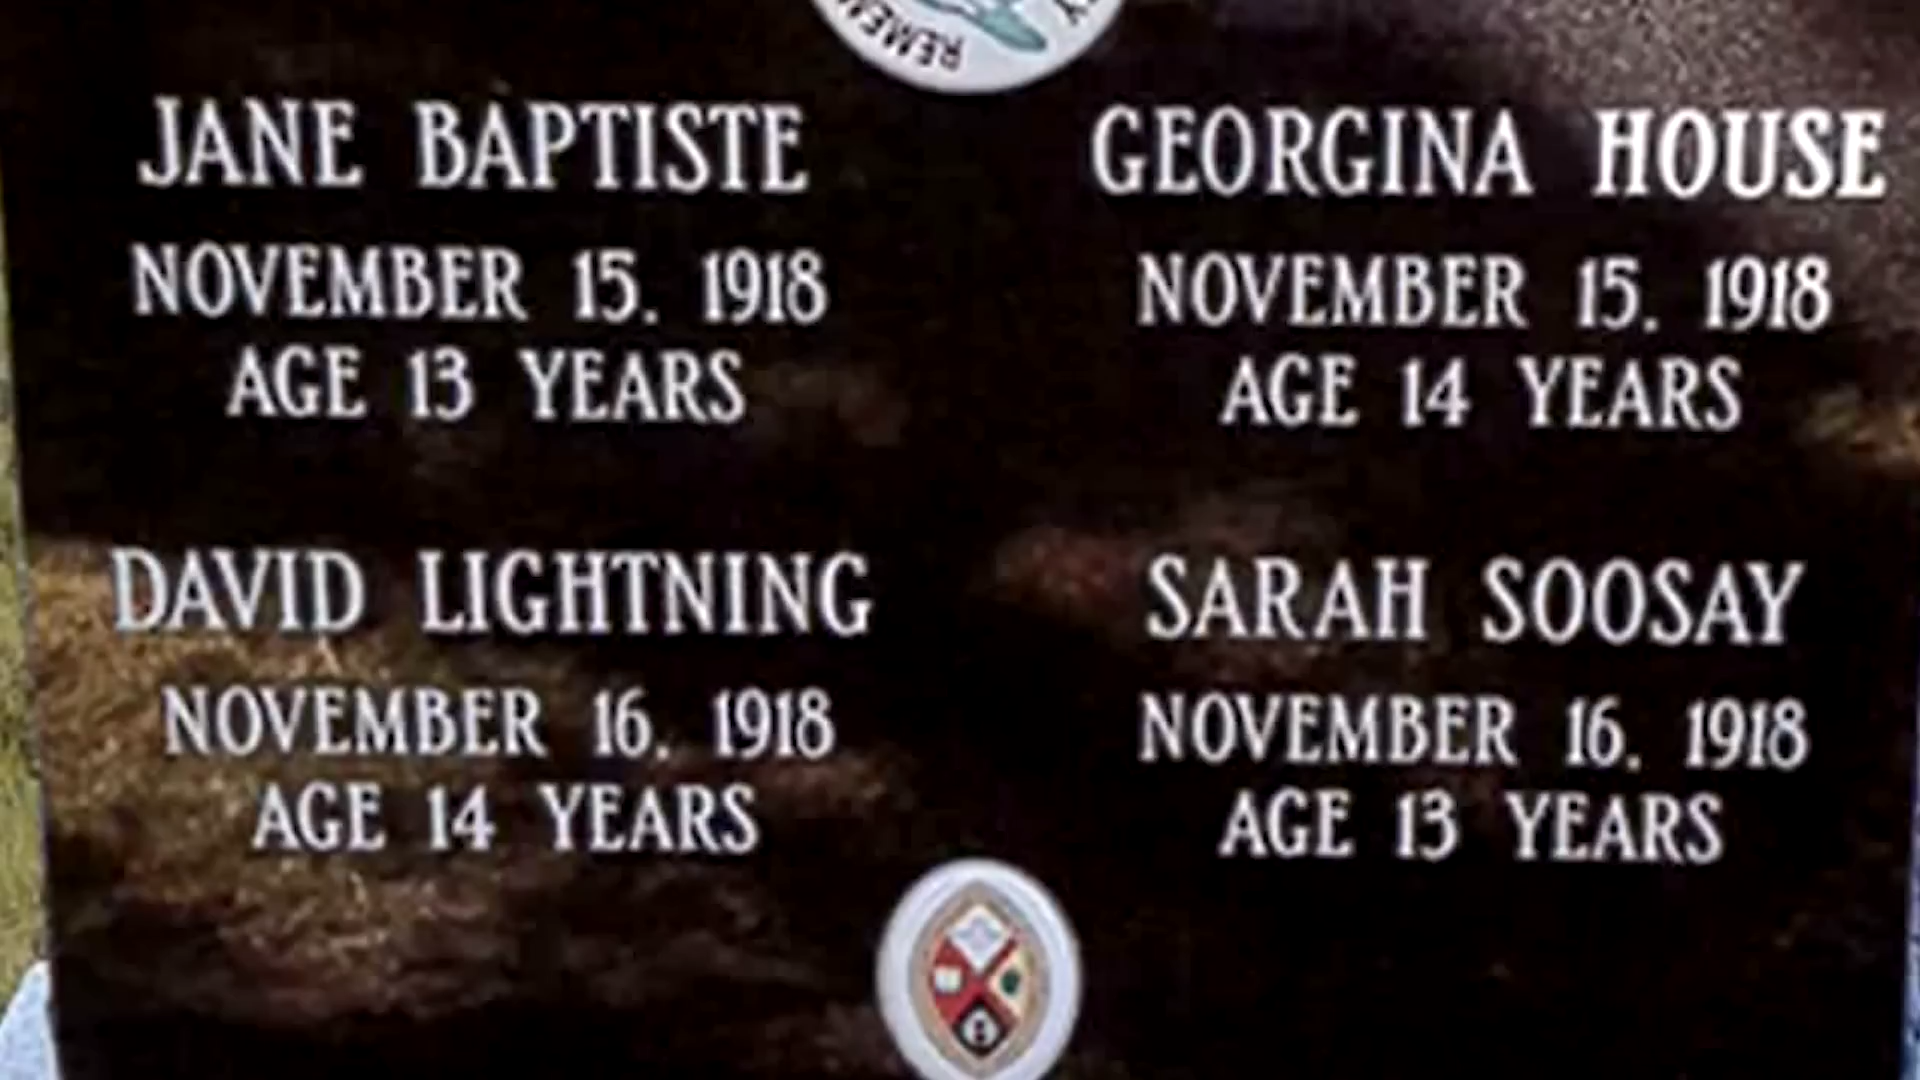 JANE BAPTISTE
NOVEMBER 15, 1918
AGE 13 YEARS
GEORGINA HOUSE
NOVEMBER 15, 1918
AGE 14 YEARS
DAVID LIGHTNING
NOVEMBER 16, 1918
AGE 14 YEARS
SARAH SOOSAY
NOVEMBER 16, 1918
AGE 13 YEARS